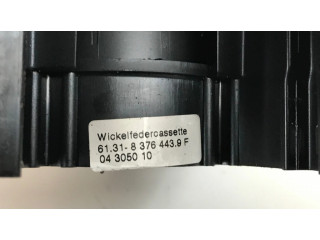 Wickelfedercassette
61.31- 8 376 443.9 F
04 3050 10